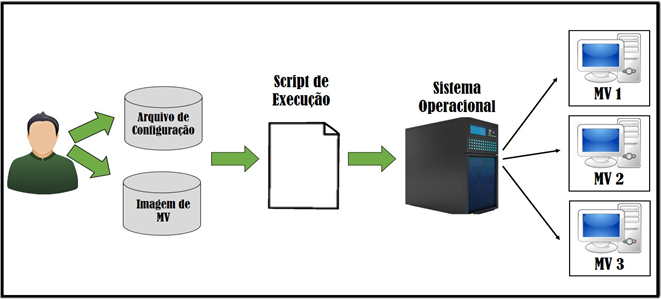 Arquivo de
Configuração
Imagem de
MV
Script de
Execução
Sistema
Operacional
MV 1
MV 2
MV 3